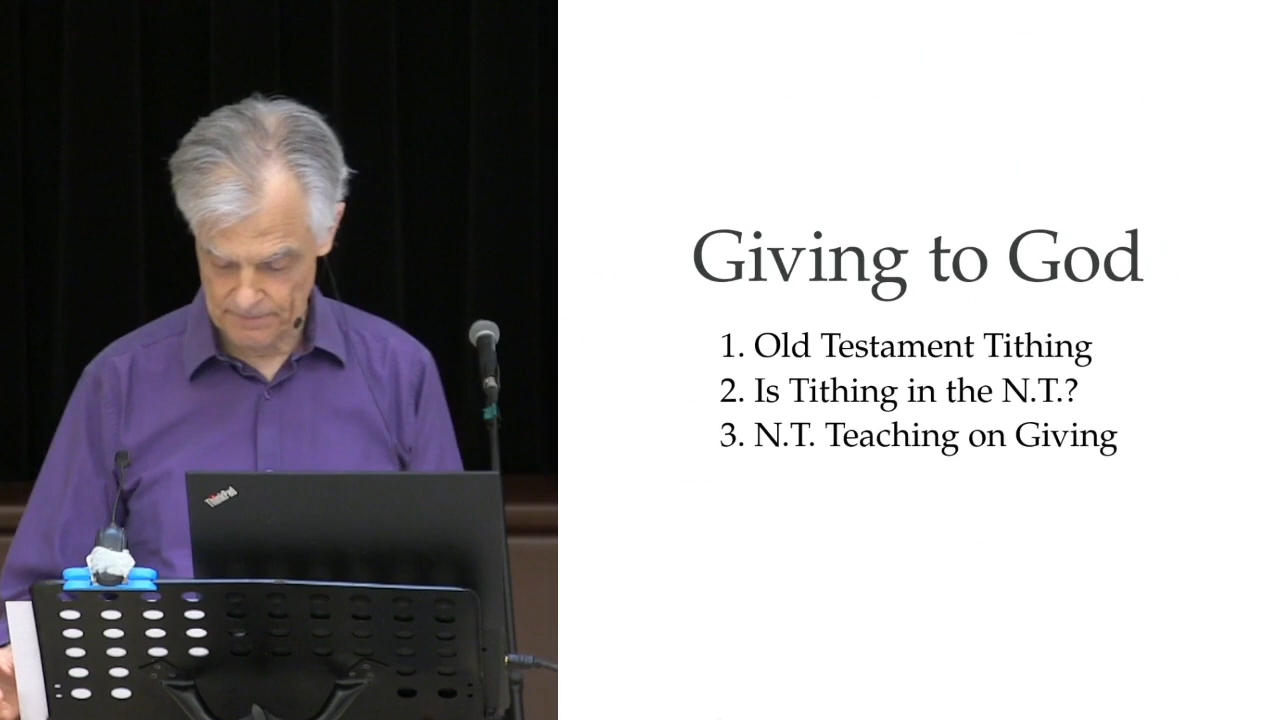 ThinkPad
Giving to God
1. Old Testament Tithing
2. Is Tithing in the N.T.?
3. N.T. Teaching on Giving